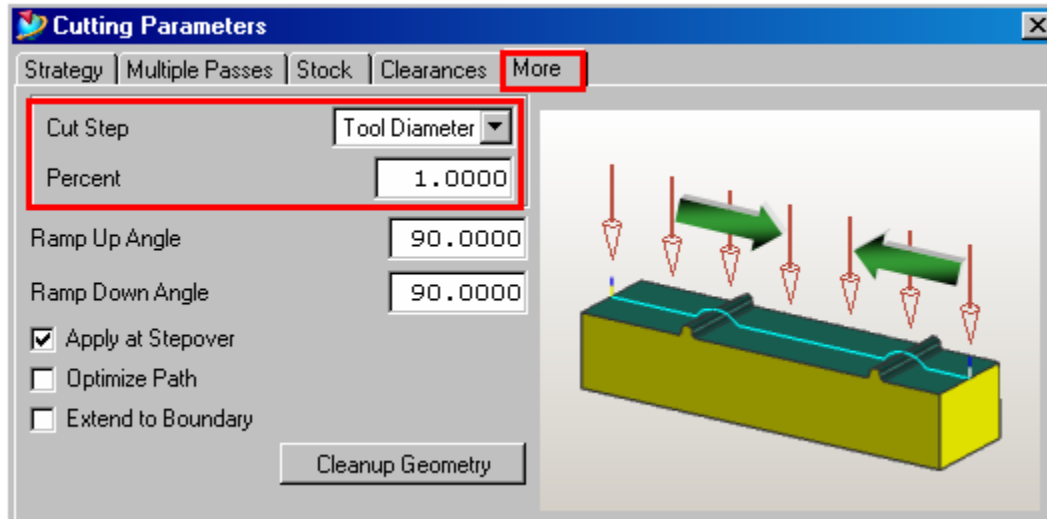 Cutting Parameters
Strategy Multiple Passes Stock Clearances More
Cut Step Tool Diameter
Percent 1.0000
Ramp Up Angle 90.0000
Ramp Down Angle 90.0000
Apply at Stepover
Optimize Path
Extend to Boundary
Cleanup Geometry